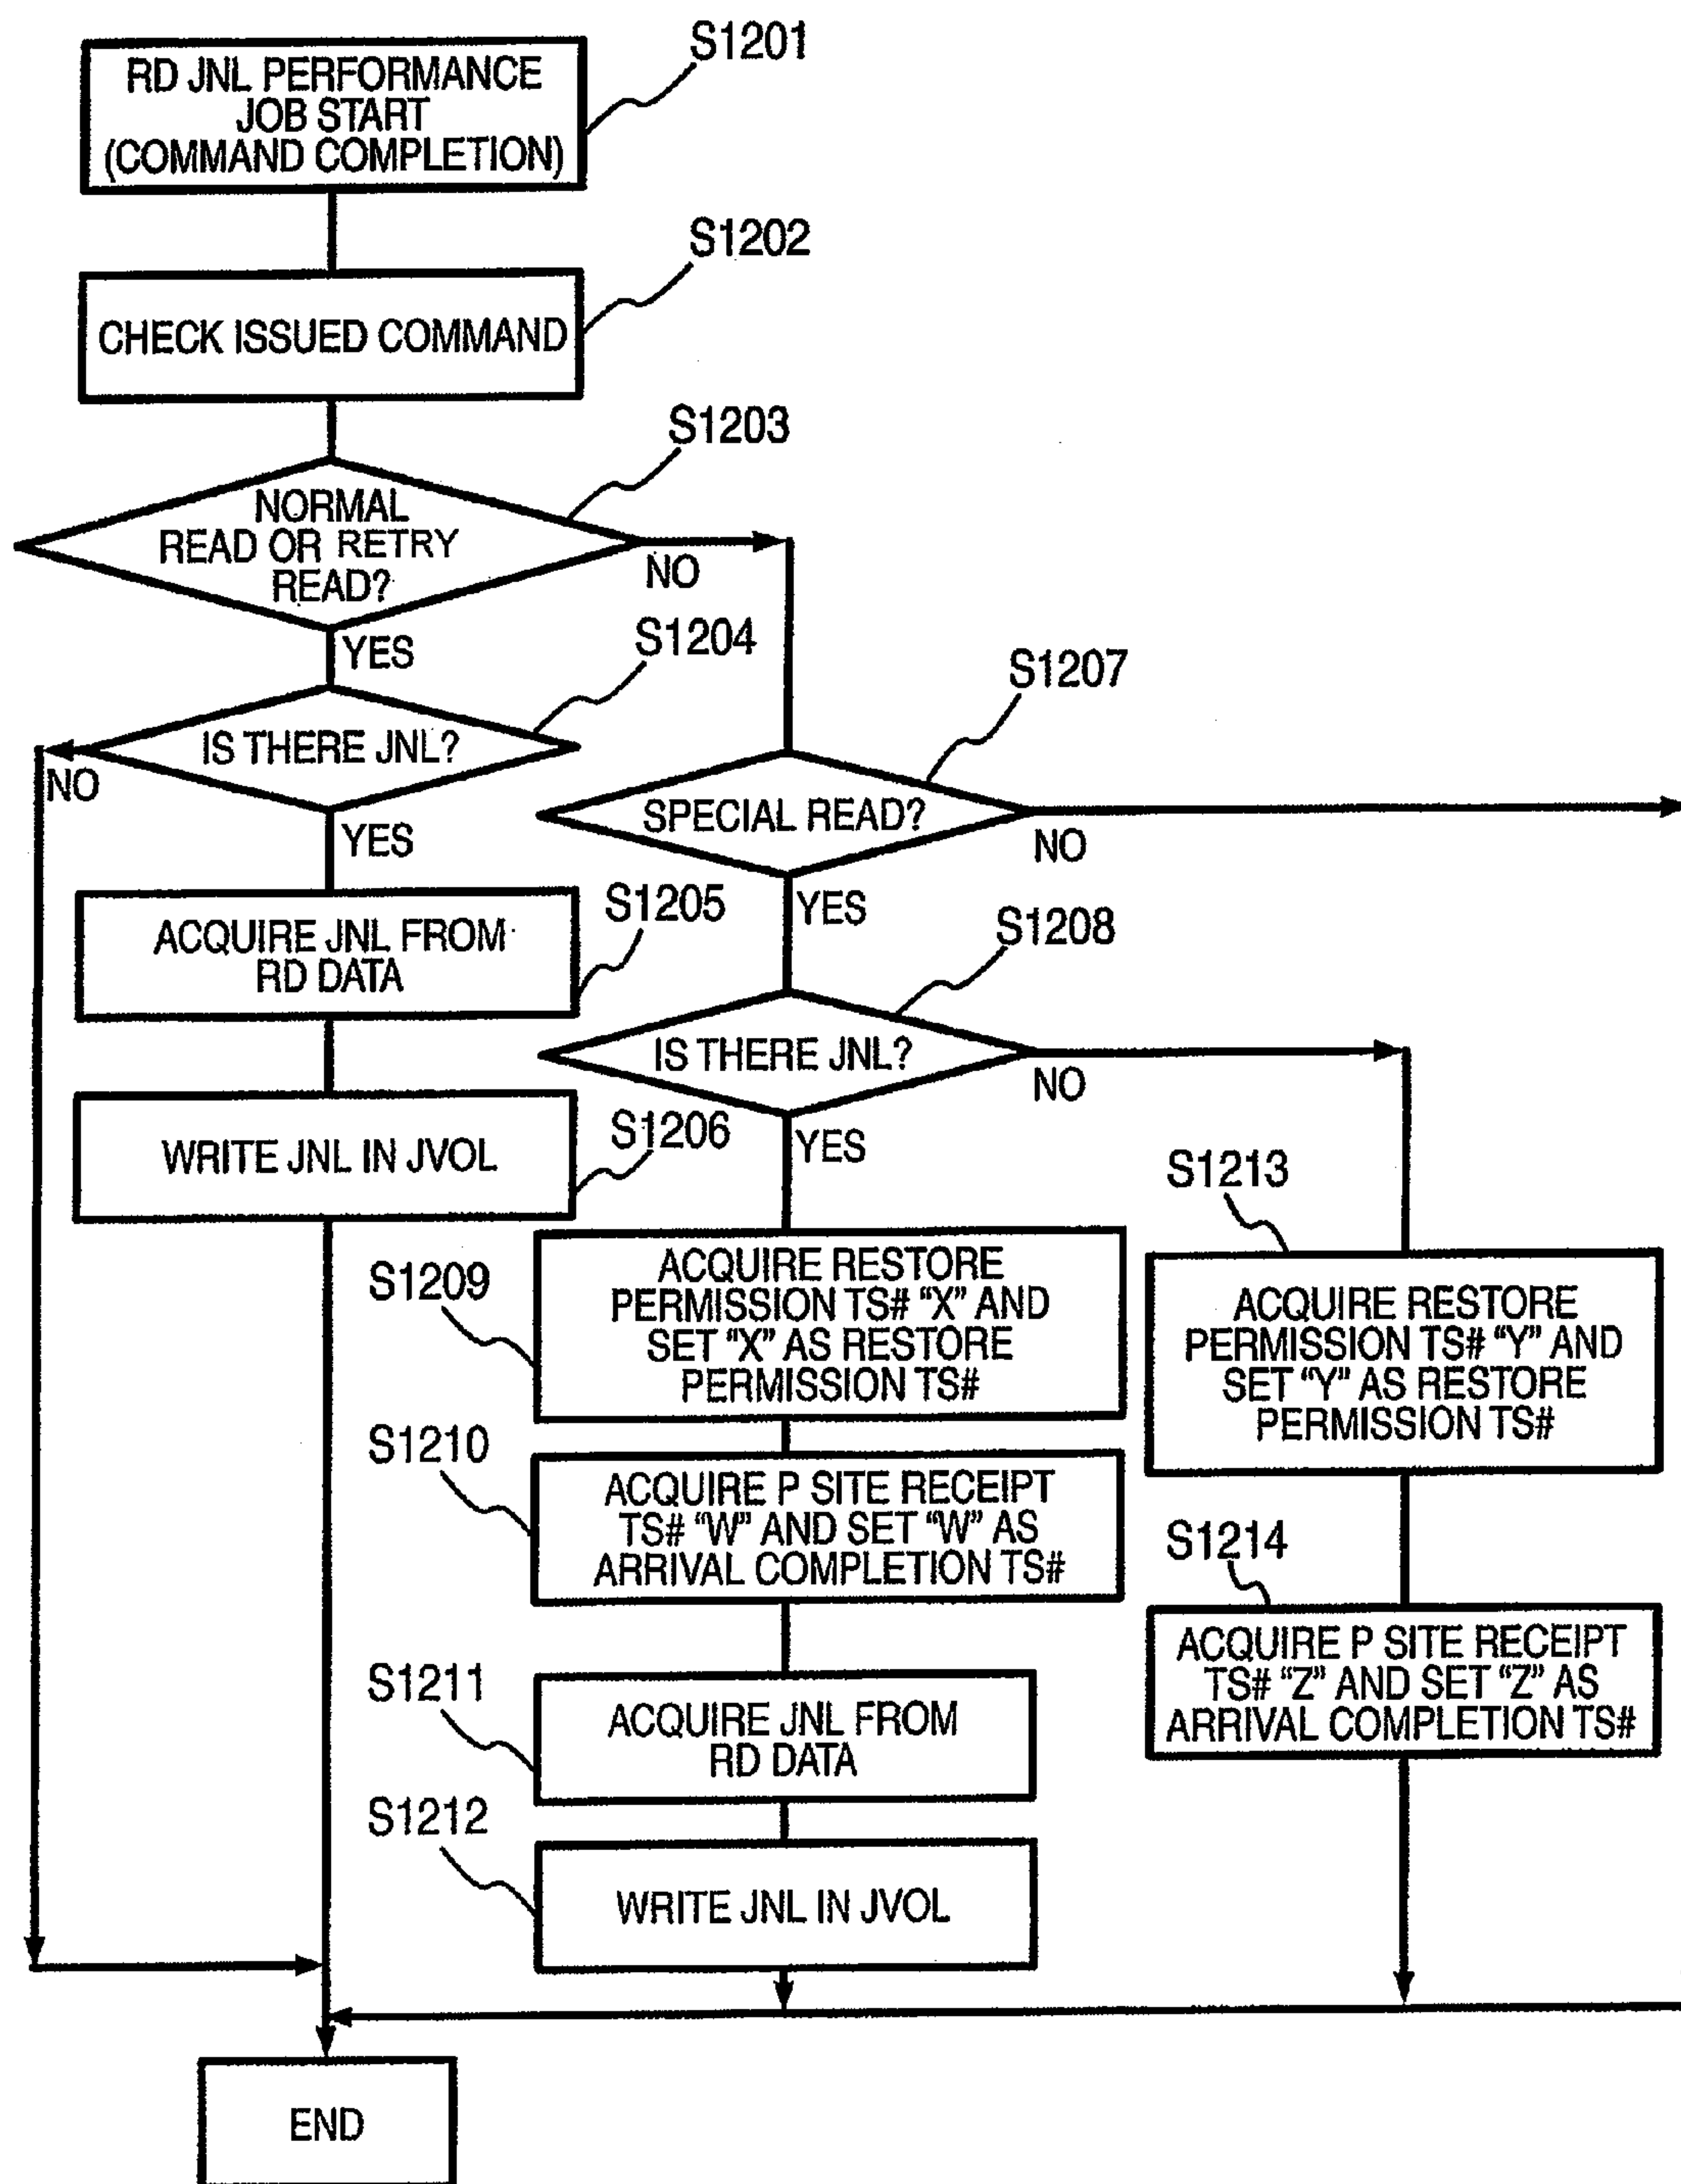 S1201
RD JNL PERFORMANCE
JOB START
(COMMAND COMPLETION)
S1202
CHECK ISSUED COMMAND
S1203
NORMAL
READ OR RETRY
READ?
NO
YES
S1204
IS THERE JNL?
NO
YES
S1207
SPECIAL READ?
NO
YES
S1205
ACQUIRE JNL FROM
RD DATA
S1208
IS THERE JNL?
NO
YES
S1206
WRITE JNL IN JVOL
S1209
ACQUIRE RESTORE
PERMISSION TS# “X” AND
SET “X” AS RESTORE
PERMISSION TS#
S1213
ACQUIRE RESTORE
PERMISSION TS# “Y” AND
SET “Y” AS RESTORE
PERMISSION TS#
S1210
ACQUIRE P SITE RECEIPT
TS# “W” AND SET “W” AS
ARRIVAL COMPLETION TS#
S1214
ACQUIRE P SITE RECEIPT
TS# “Z” AND SET “Z” AS
ARRIVAL COMPLETION TS#
S1211
ACQUIRE JNL FROM
RD DATA
S1212
WRITE JNL IN JVOL
END